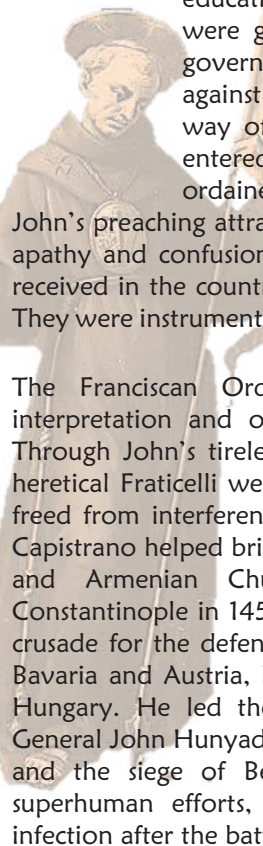 educati
were g
govern
against
way of
entered
ordaine
John's preaching attra
apathy and confusion
received in the count
They were instrument
The Franciscan Ord
interpretation and o
Through John's tirele
heretical Fraticelli we
freed from interferen
Capistrano helped bri
and Armenian Chu
Constantinople in 145
crusade for the defen
Bavaria and Austria,
Hungary. He led the
General John Hunyad
and the siege of Be
superhuman efforts,
infection after the bat